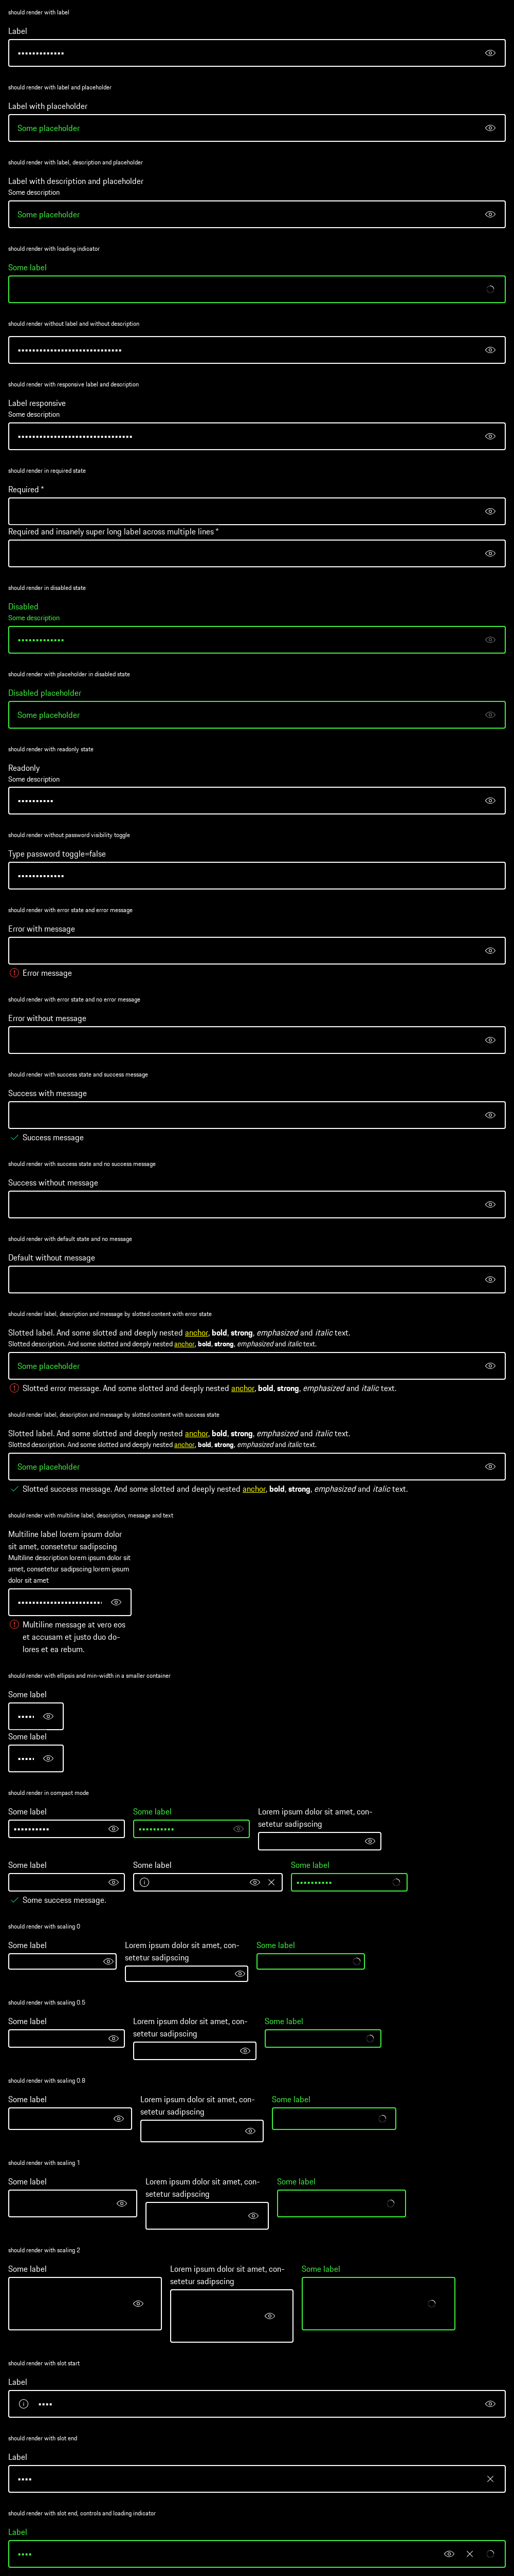 should render with label
Label
•••••••••••••
should render with label and placeholder
Label with placeholder
Some placeholder
should render with label, description and placeholder
Label with description and placeholder
Some description
Some placeholder
should render with loading indicator
Some label
should render without label and without description
•••••••••••••••••••••••••••••
should render with responsive label and description
Label responsive
Some description
••••••••••••••••••••••••••••••••
should render in required state
Required *
Required and insanely super long label across multiple lines *
should render in disabled state
Disabled
Some description
•••••••••••••
should render with placeholder in disabled state
Disabled placeholder
Some placeholder
should render with readonly state
Readonly
Some description
••••••••••
should render without password visibility toggle
Type password toggle=false
•••••••••••••
should render with error state and error message
Error with message
Error message
should render with error state and no error message
Error without message
should render with success state and success message
Success with message
Success message
should render with success state and no success message
Success without message
should render with default state and no message
Default without message
should render label, description and message by slotted content with error state
Slotted label. And some slotted and deeply nested anchor, bold, strong, emphasized and italic text.
Slotted description. And some slotted and deeply nested anchor, bold, strong, emphasized and italic text.
Some placeholder
Slotted error message. And some slotted and deeply nested anchor, bold, strong, emphasized and italic text.
should render label, description and message by slotted content with success state
Slotted label. And some slotted and deeply nested anchor, bold, strong, emphasized and italic text.
Slotted description. And some slotted and deeply nested anchor, bold, strong, emphasized and italic text.
Some placeholder
Slotted success message. And some slotted and deeply nested anchor, bold, strong, emphasized and italic text.
should render with multiline label, description, message and text
Multiline label lorem ipsum dolor
sit amet, consetetur sadipscing
Multiline description lorem ipsum dolor sit
amet, consetetur sadipscing lorem ipsum
dolor sit amet
••••••••••••••••••••••••
Multiline message at vero eos
et accusam et justo duo do-
lores et ea rebum.
should render with ellipsis and min-width in a smaller container
Some label
•••••
Some label
•••••
should render in compact mode
Some label
••••••••••
Some label
••••••••••
Lorem ipsum dolor sit amet, con-
setetur sadipscing
Some label
Some success message.
Some label
Some label
••••••••••
should render with scaling 0
Some label
Lorem ipsum dolor sit amet, con-
setetur sadipscing
Some label
should render with scaling 0.5
Some label
Lorem ipsum dolor sit amet, con-
setetur sadipscing
Some label
should render with scaling 0.8
Some label
Lorem ipsum dolor sit amet, con-
setetur sadipscing
Some label
should render with scaling 1
Some label
Lorem ipsum dolor sit amet, con-
setetur sadipscing
Some label
should render with scaling 2
Some label
Lorem ipsum dolor sit amet, con-
setetur sadipscing
Some label
should render with slot start
Label
••••
should render with slot end
Label
••••
should render with slot end, controls and loading indicator
Label
••••